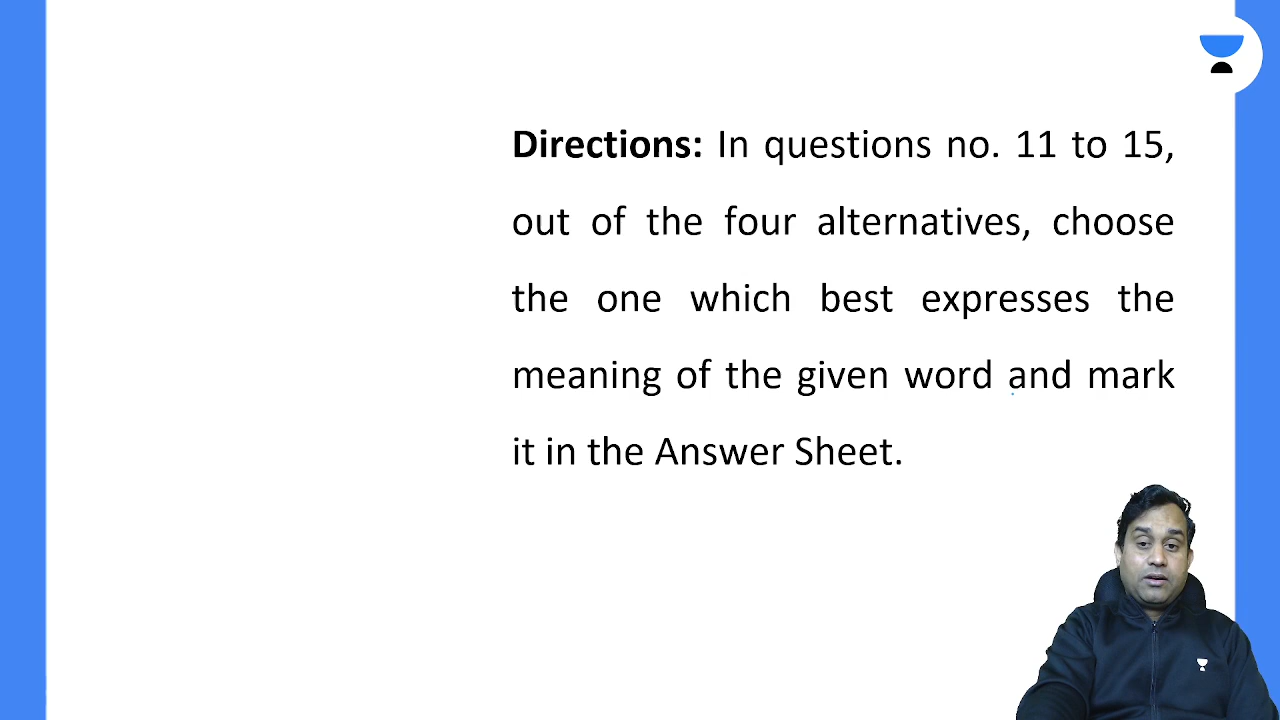 Directions: In questions no. 11 to 15,
out of the four alternatives, choose
the one which best expresses the
meaning of the given word and mark
it in the Answer Sheet.